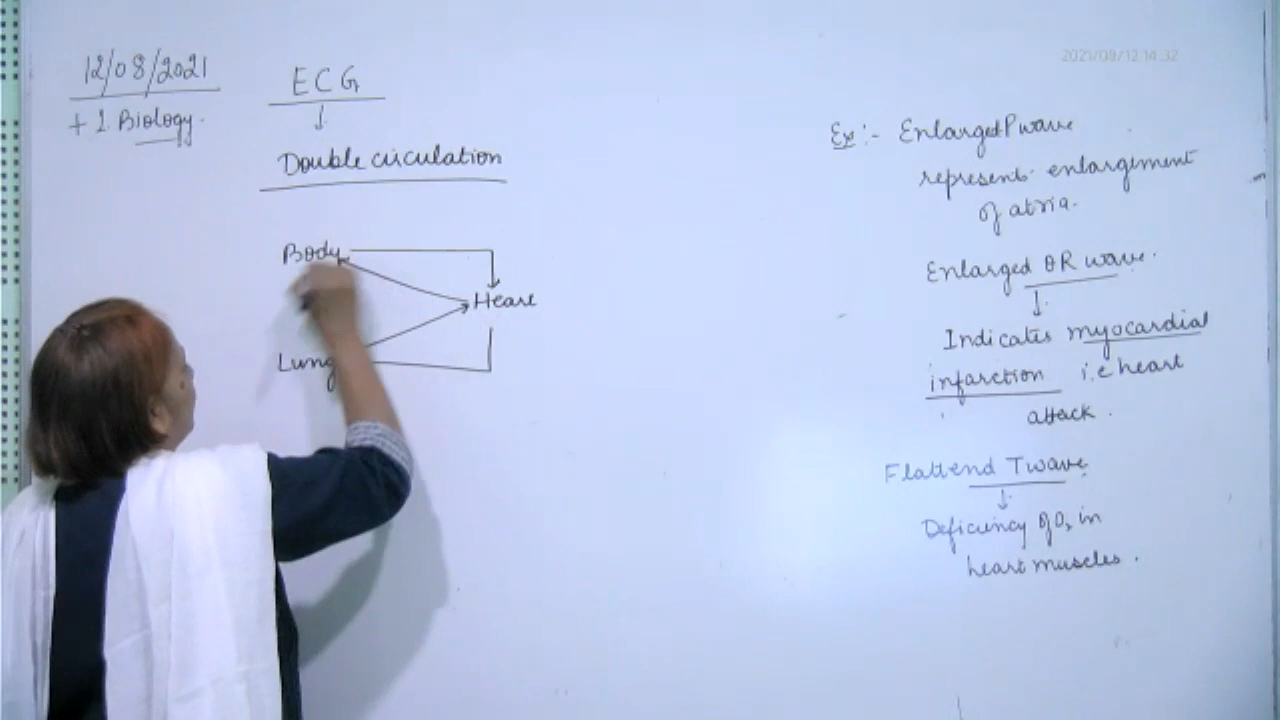 12/08/2021
+1 Biology.
ECG
Double circulation
Body
Heart
Lung
2021/08/12 14:32
Ex:- Enlarged P wave
represents enlargement
of atria.
Enlarged QR wave.
Indicates myocardial
infarction i.e heart
attack.
Flattend T wave
Deficiency of O₂ in
heart muscles.